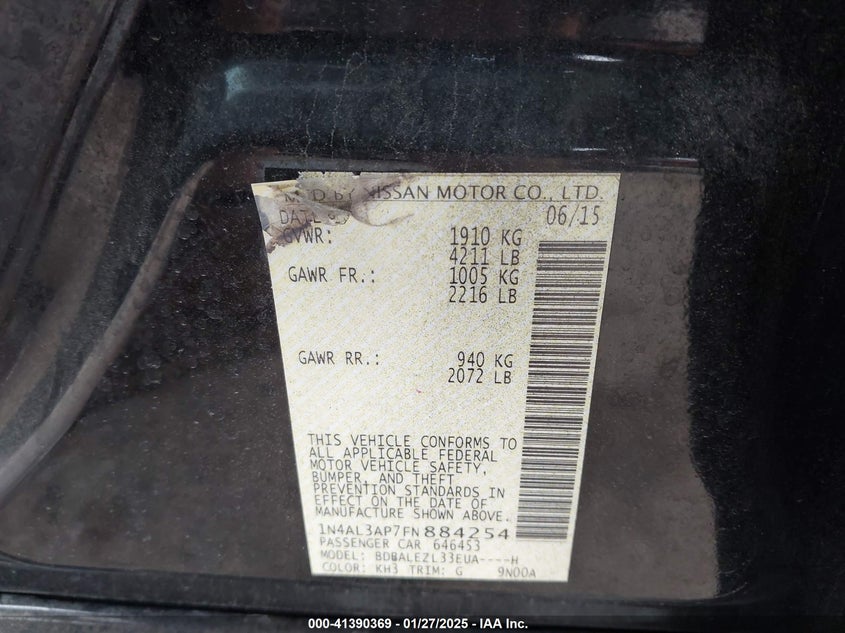 MFD BY NISSAN MOTOR CO., LTD.
DATE 06/15
GVWR: 1910 KG
4211 LB
GAWR FR.: 1005 KG
2216 LB
GAWR RR.: 940 KG
2072 LB
THIS VEHICLE CONFORMS TO
ALL APPLICABLE FEDERAL
MOTOR VEHICLE SAFETY,
BUMPER, AND THEFT
PREVENTION STANDARDS IN
EFFECT ON THE DATE OF
MANUFACTURE SHOWN ABOVE.
1N4AL3AP7FN884254
PASSENGER CAR 646453
MODEL: BDBALEZL33EUA----H
COLOR: KH3 TRIM: G 9N00A
000-41390369 - 01/27/2025 - IAA Inc.